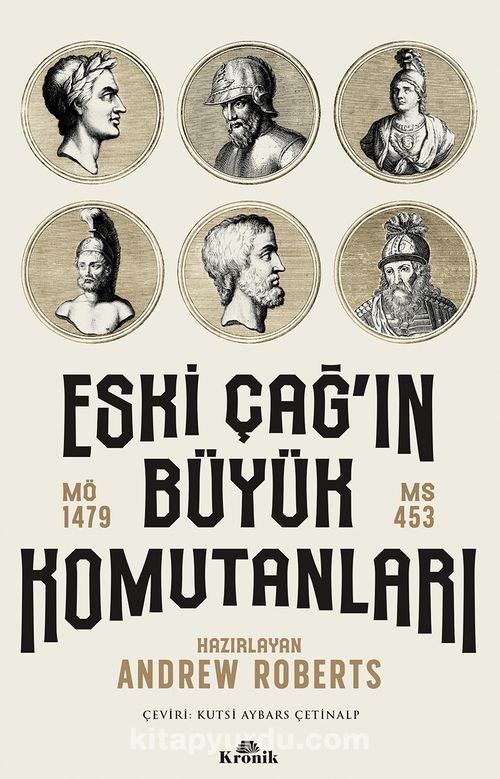 ESKİ ÇAĞ'IN
MÖ 1479
BÜYÜK
MS 453
KOMUTANLARI
HAZIRLAYAN
ANDREW ROBERTS
ÇEVİRİ: KUTSİ AYBARS ÇETİNALP
kitapyurdu.com
Kronik